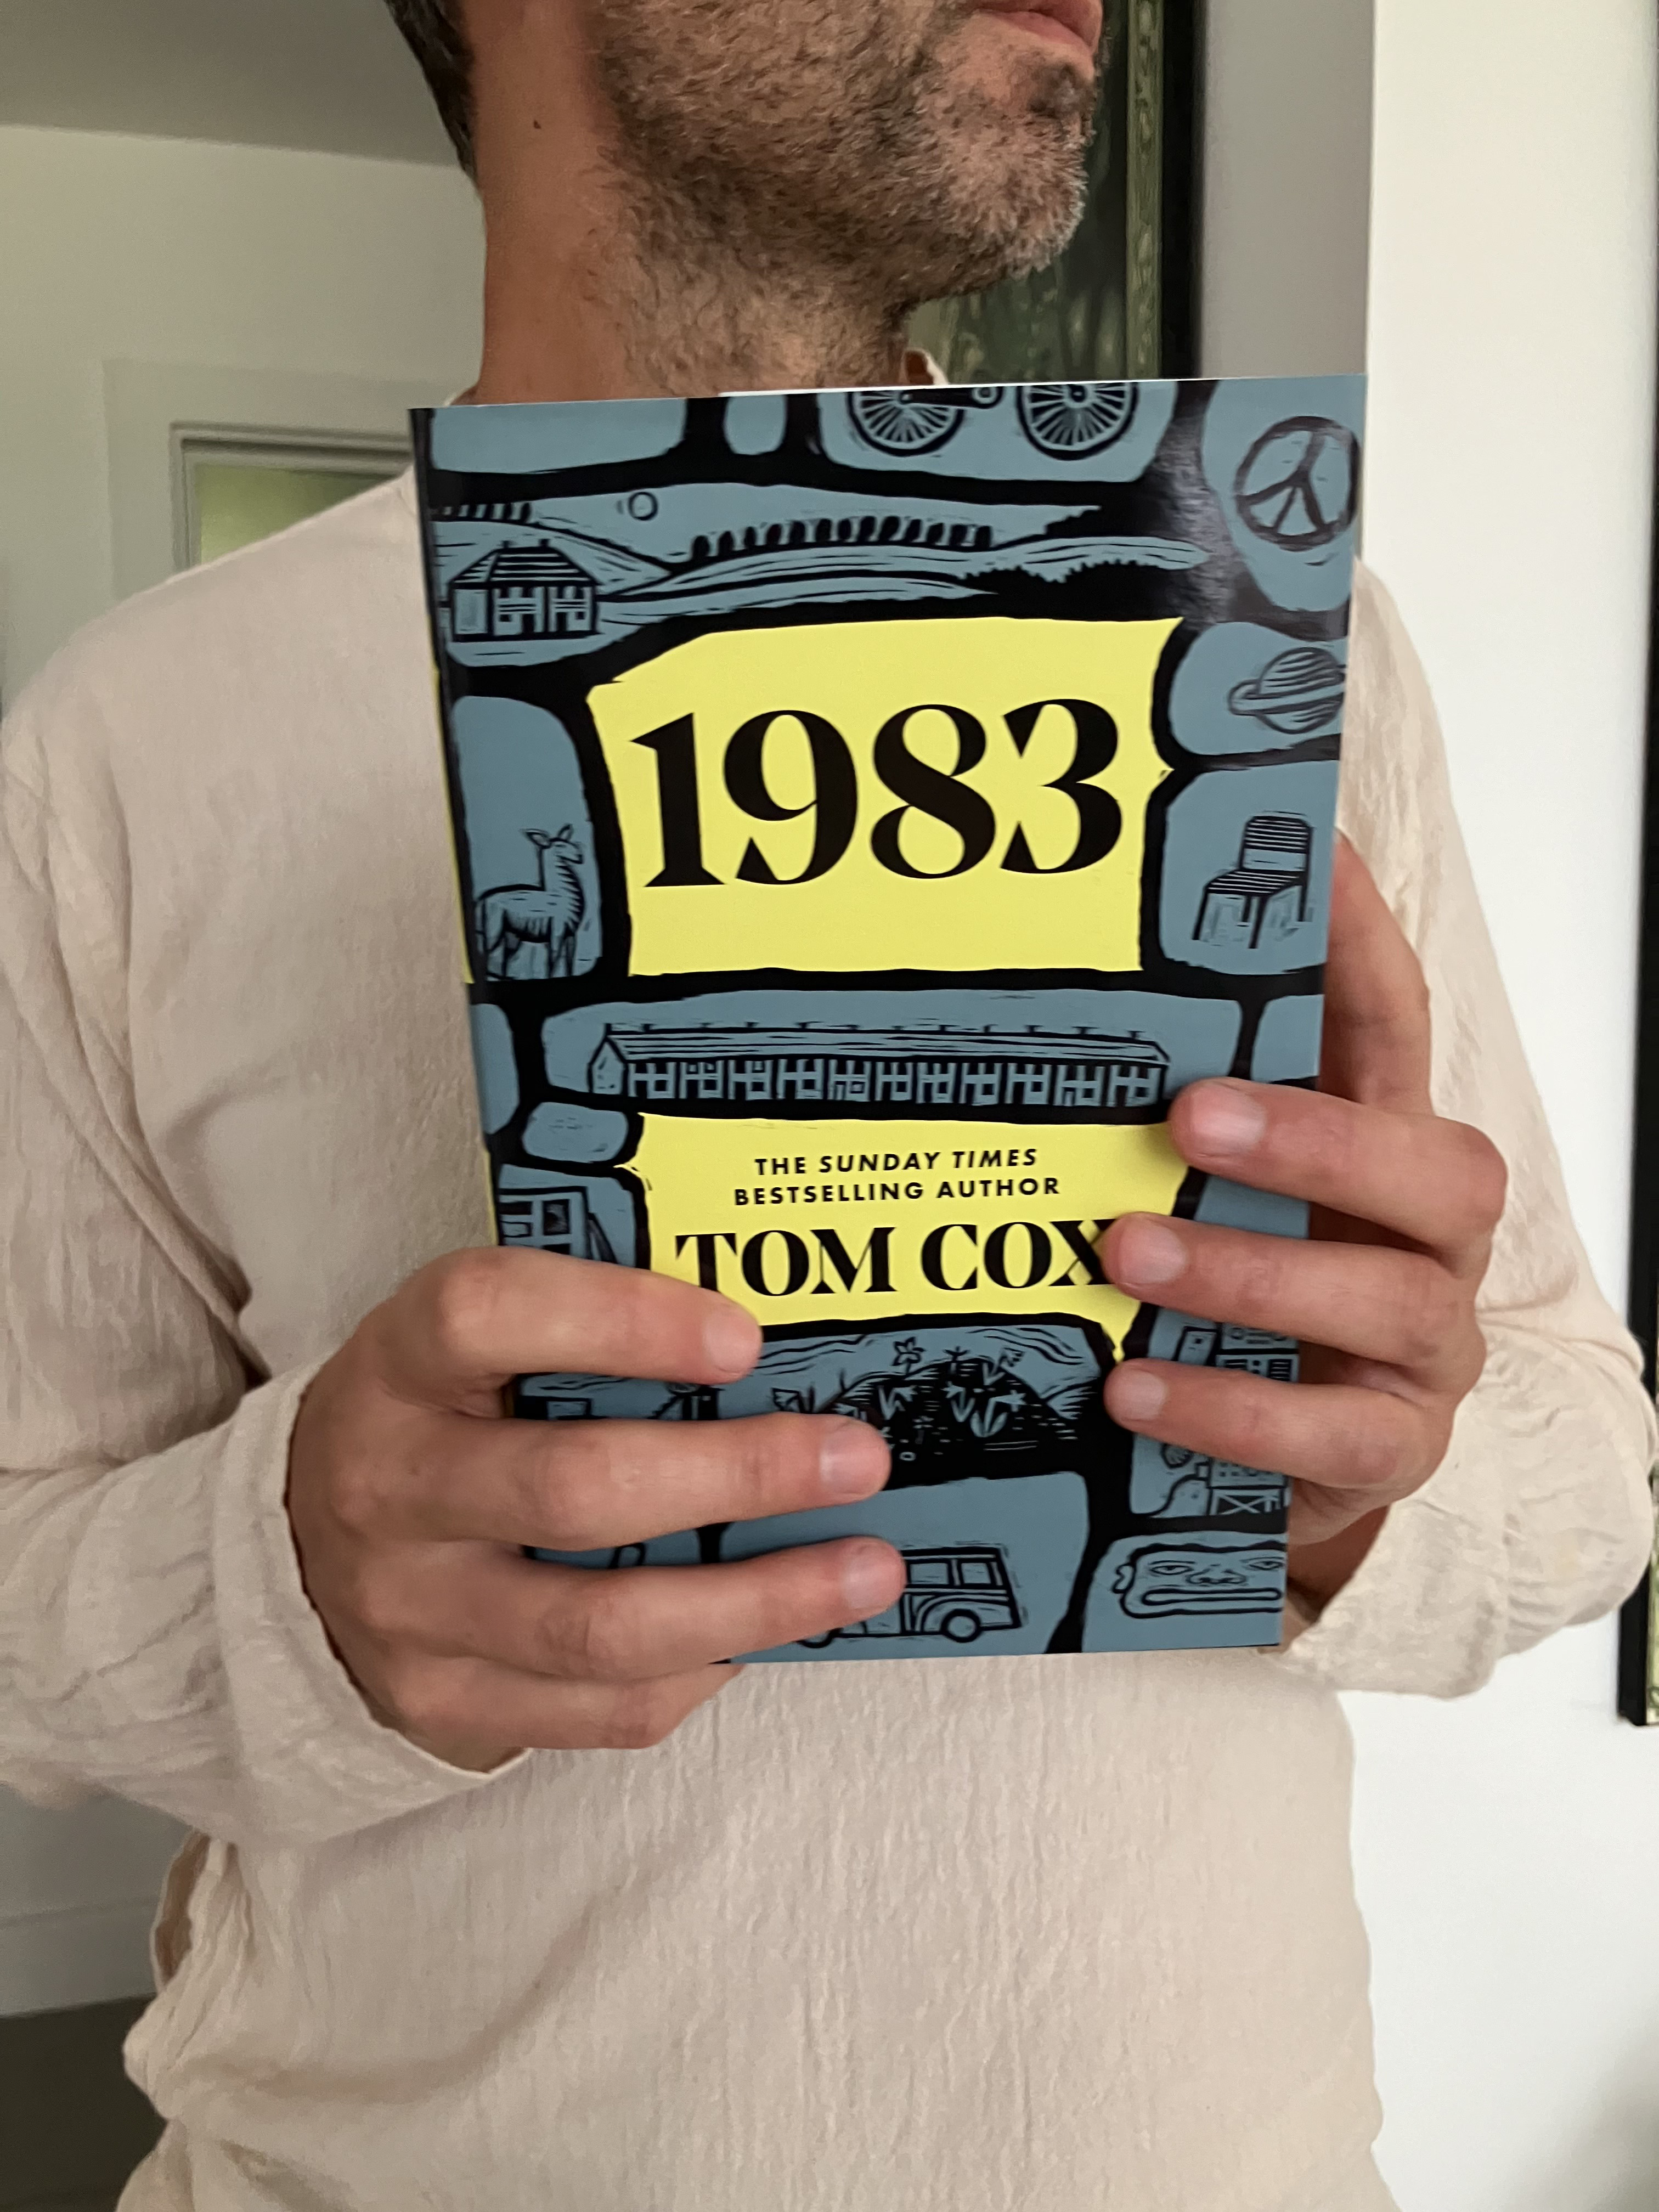 1983
THE SUNDAY TIMES
BESTSELLING AUTHOR
TOM COX